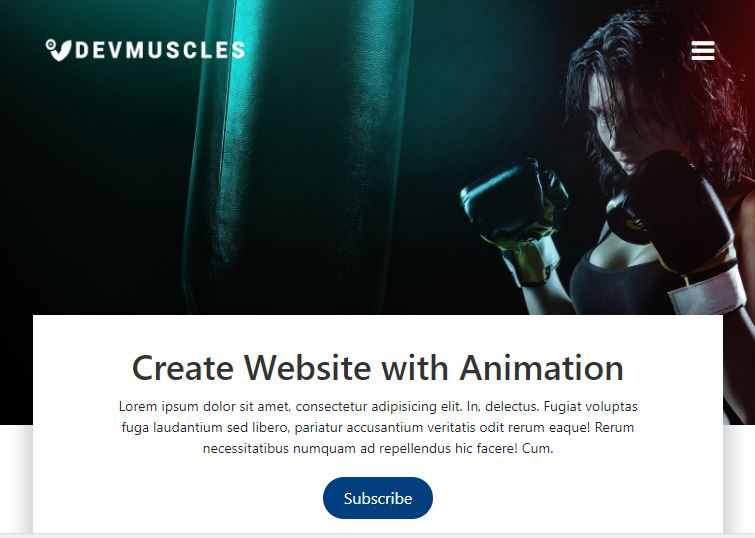 DEVMUSCLES
Create Website with Animation
Lorem ipsum dolor sit amet, consectetur adipisicing elit. In, delectus. Fugiat voluptas
fuga laudantium sed libero, pariatur accusantium veritatis odit rerum eaque! Rerum
necessitatibus numquam ad repellendus hic facere! Cum.
Subscribe